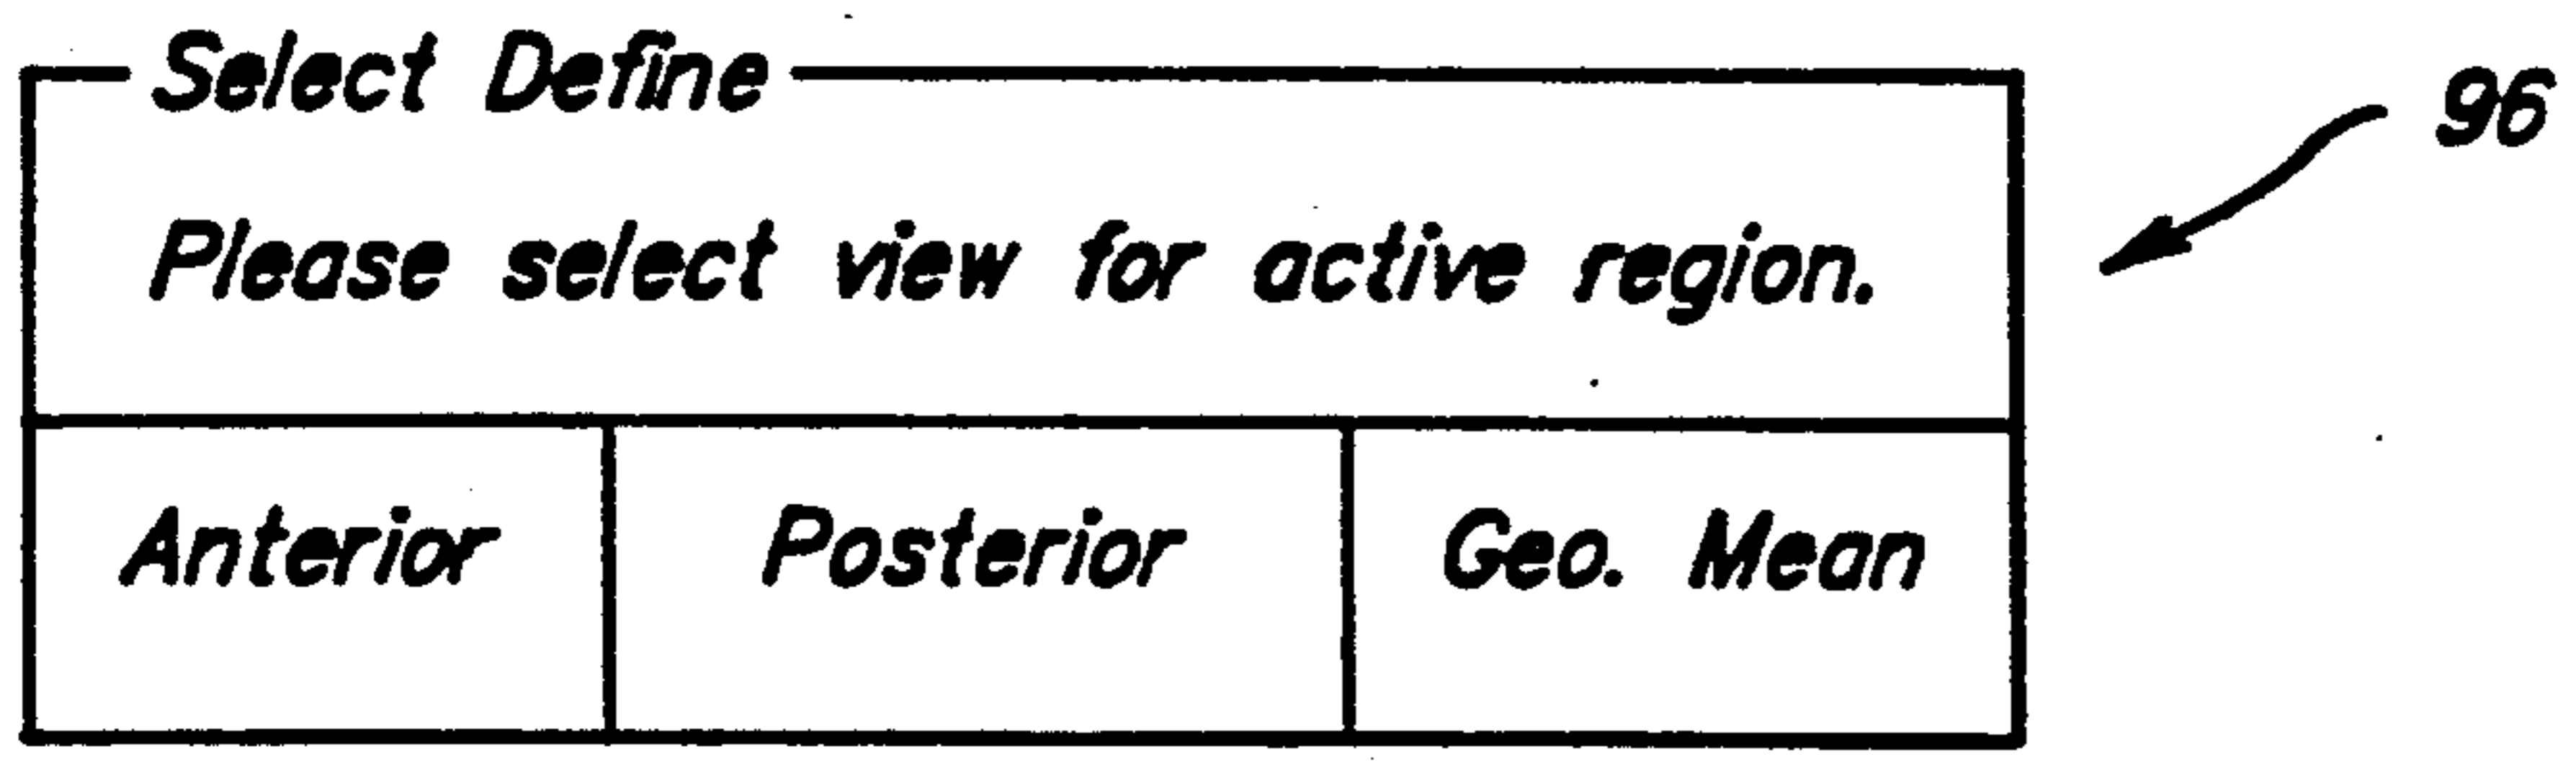 Select Define
96
Please select view for active region.
Anterior
Posterior
Geo. Mean